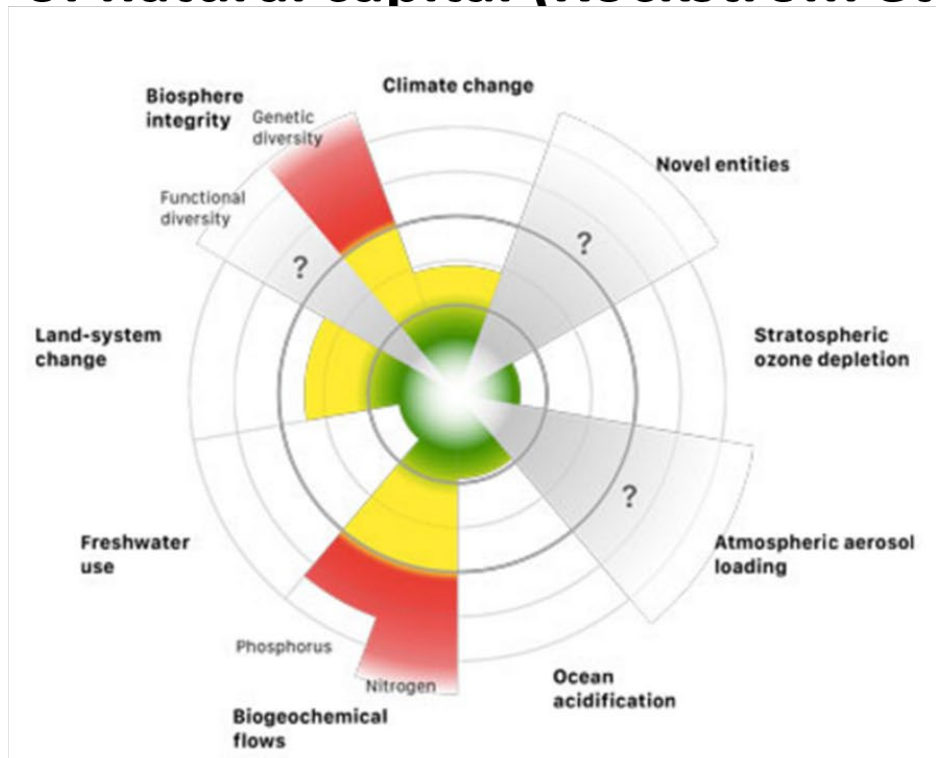 Climate change
Biosphere
integrity
Genetic
diversity
Novel entities
Functional
diversity
?
?
Land-system
change
Stratospheric
ozone depletion
?
Freshwater
use
Atmospheric aerosol
loading
Phosphorus
Nitrogen
Ocean
acidification
Biogeochemical
flows